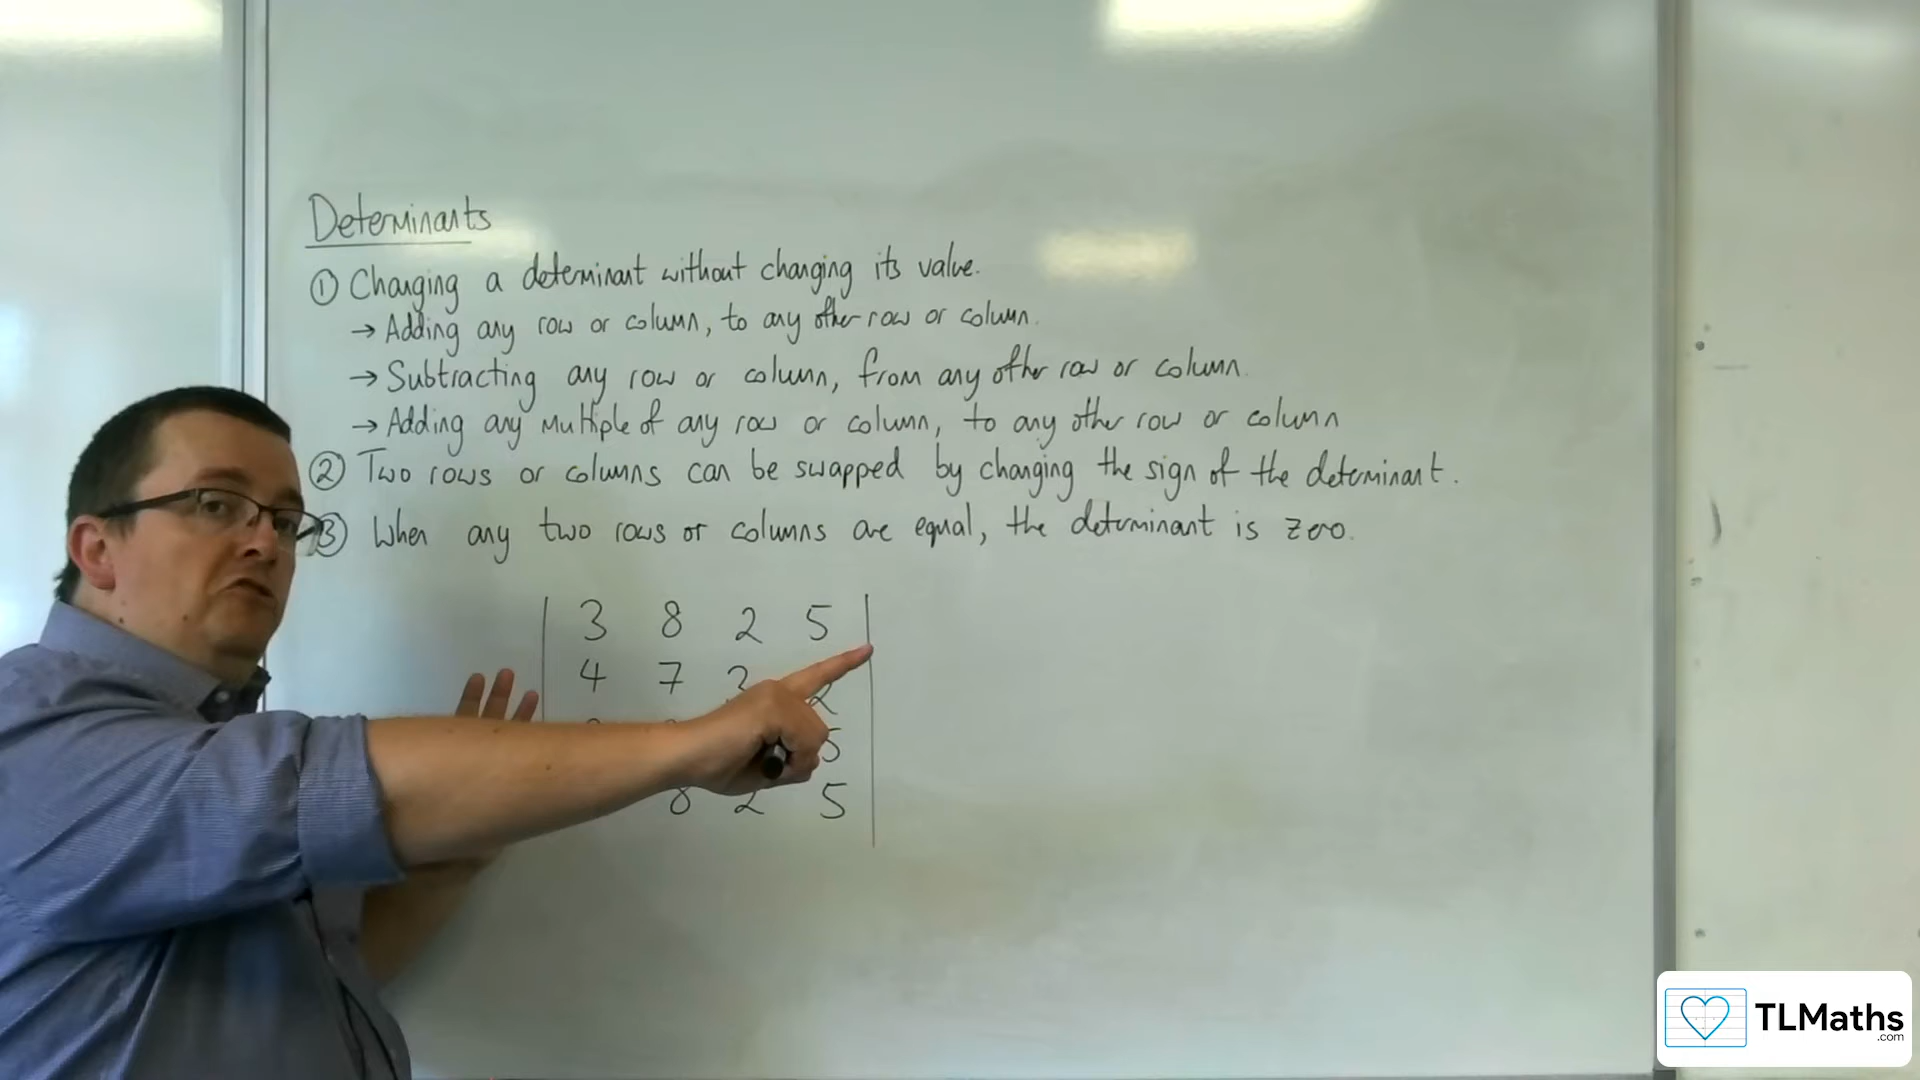 Determinants
① Changing a determinant without changing its value.
→ Adding any row or column, to any other row or column.
→ Subtracting any row or column, from any other row or column.
→ Adding any multiple of any row or column, to any other row or column
② Two rows or columns can be swapped by changing the sign of the determinant.
③ When any two rows or columns are equal, the determinant is zero.
3 8 2 5
4 7 2
5
8 2 5
TLMaths
.com